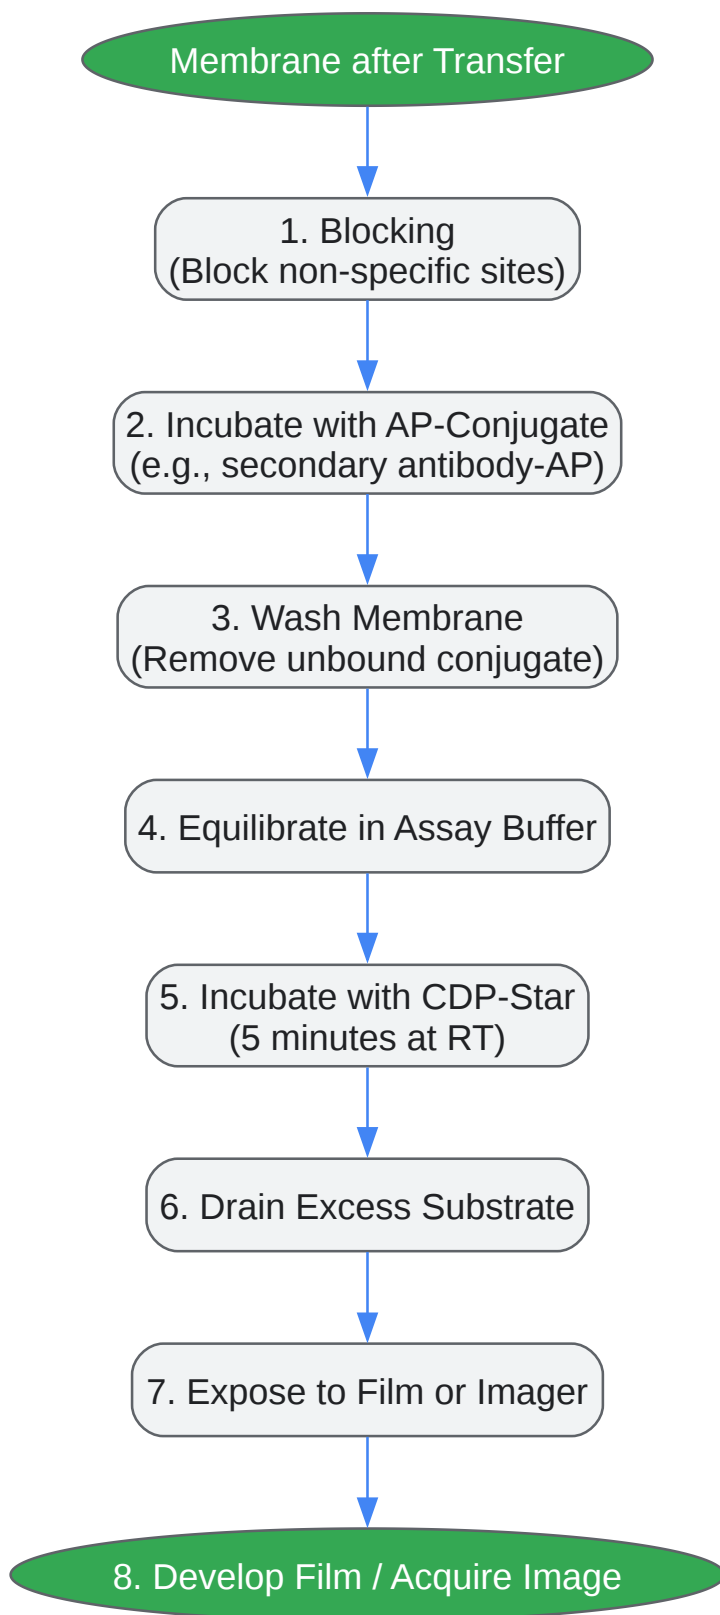 Membrane after Transfer
1. Blocking
(Block non-specific sites)
2. Incubate with AP-Conjugate
(e.g., secondary antibody-AP)
3. Wash Membrane
(Remove unbound conjugate)
4. Equilibrate in Assay Buffer
5. Incubate with CDP-Star
(5 minutes at RT)
6. Drain Excess Substrate
7. Expose to Film or Imager
8. Develop Film / Acquire Image